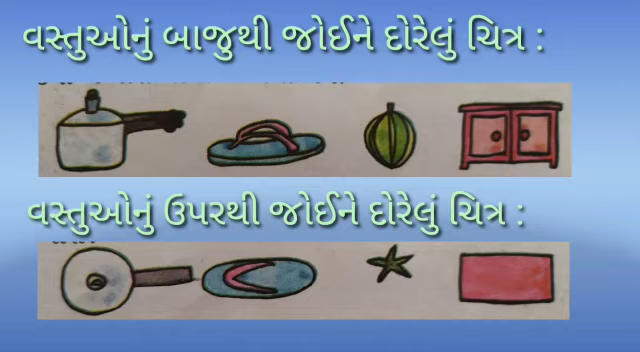 વસ્તુઓનું બાજુથી જોઈને દોરેલું ચિત્ર :
વસ્તુઓનું ઉપરથી જોઈને દોરેલું ચિત્ર :